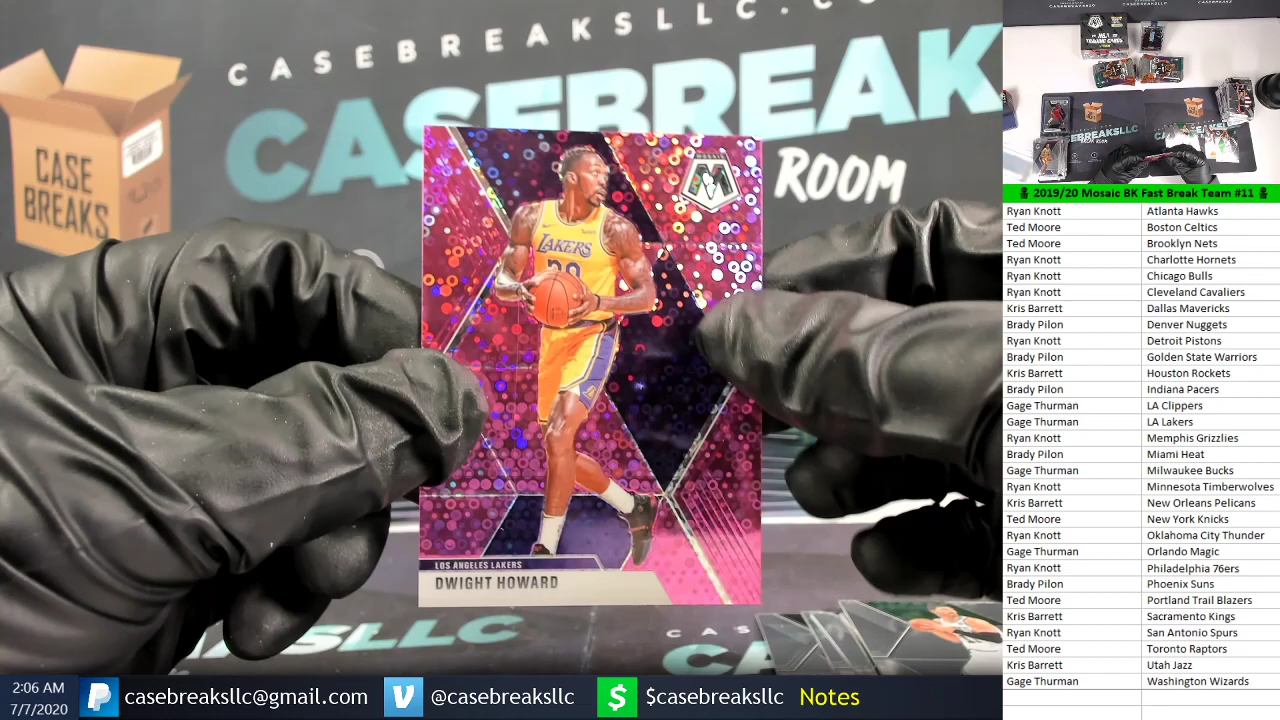 CASEBREAKSLLC.CO
CASEBREAK
ROOM
CASE
BREAKS
MOSAIC
LAKERS
LOS ANGELES LAKERS
DWIGHT HOWARD
2019/20 Mosaic BK Fast Break Team #11
Ryan Knott Atlanta Hawks
Ted Moore Boston Celtics
Ted Moore Brooklyn Nets
Ryan Knott Charlotte Hornets
Ryan Knott Chicago Bulls
Ryan Knott Cleveland Cavaliers
Kris Barrett Dallas Mavericks
Brady Pilon Denver Nuggets
Ryan Knott Detroit Pistons
Brady Pilon Golden State Warriors
Kris Barrett Houston Rockets
Brady Pilon Indiana Pacers
Gage Thurman LA Clippers
Gage Thurman LA Lakers
Ryan Knott Memphis Grizzlies
Brady Pilon Miami Heat
Gage Thurman Milwaukee Bucks
Ryan Knott Minnesota Timberwolves
Kris Barrett New Orleans Pelicans
Ted Moore New York Knicks
Ryan Knott Oklahoma City Thunder
Gage Thurman Orlando Magic
Ryan Knott Philadelphia 76ers
Brady Pilon Phoenix Suns
Ted Moore Portland Trail Blazers
Kris Barrett Sacramento Kings
Ryan Knott San Antonio Spurs
Ted Moore Toronto Raptors
Kris Barrett Utah Jazz
Gage Thurman Washington Wizards
2:06 AM
7/7/2020
casebreaksllc@gmail.com
@casebreaksllc
$casebreaksllc
Notes